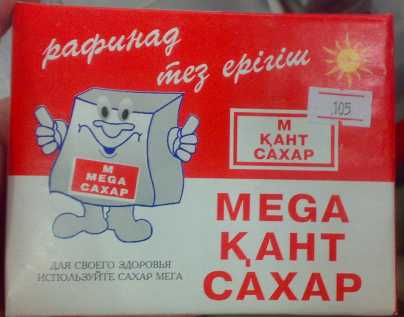 рафинад
тез ерігіш
105
М
ҚАНТ
САХАР
М
MEGA
САХАР
MEGA
ҚАНТ
САХАР
ДЛЯ СВОЕГО ЗДОРОВЬЯ
ИСПОЛЬЗУЙТЕ САХАР МЕГА